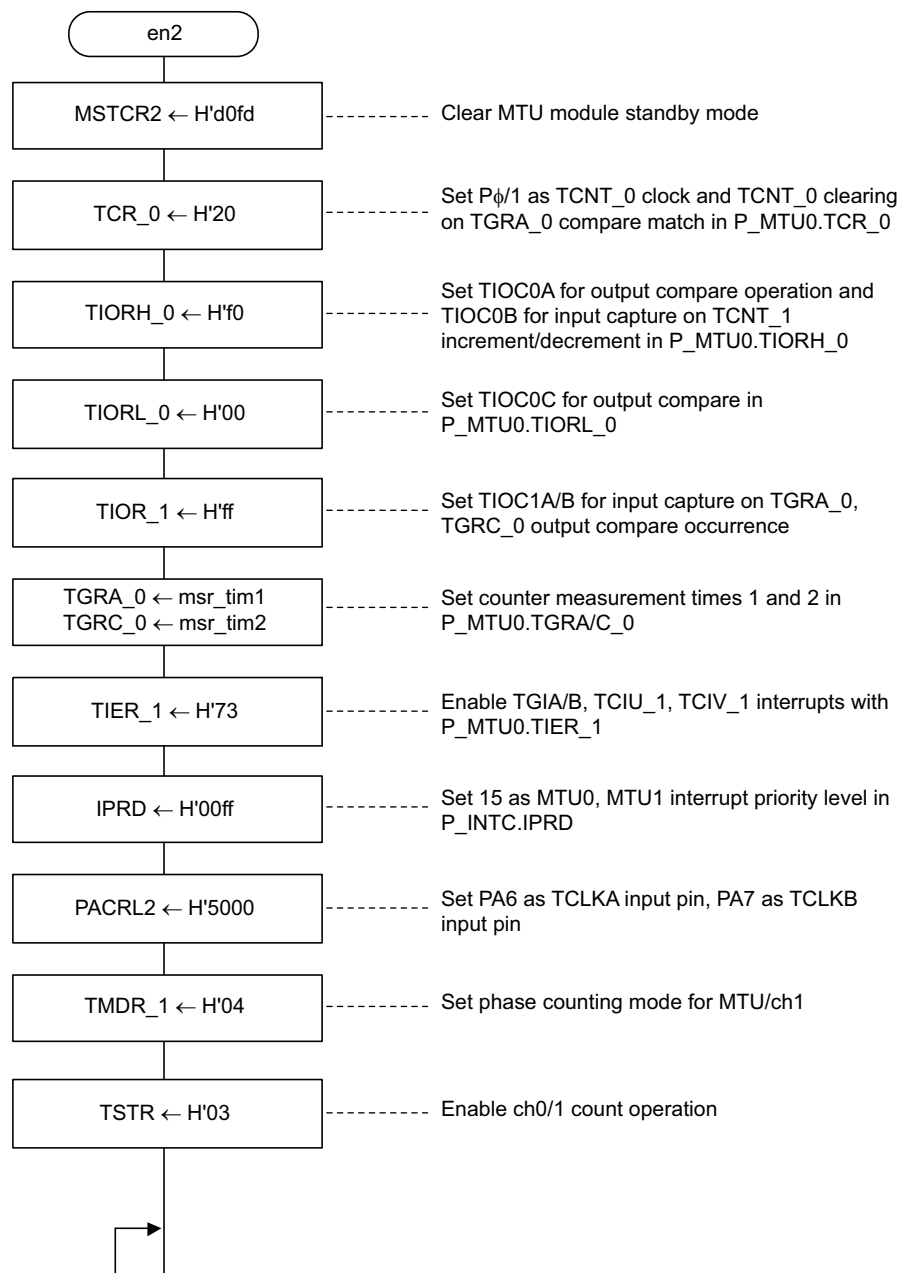 en2
MSTCR2 ← H'd0fd
Clear MTU module standby mode
TCR_0 ← H'20
Set Pϕ/1 as TCNT_0 clock and TCNT_0 clearing
on TGRA_0 compare match in P_MTU0.TCR_0
TIORH_0 ← H'f0
Set TIOC0A for output compare operation and
TIOC0B for input capture on TCNT_1
increment/decrement in P_MTU0.TIORH_0
TIORL_0 ← H'00
Set TIOC0C for output compare in
P_MTU0.TIORL_0
TIOR_1 ← H'ff
Set TIOC1A/B for input capture on TGRA_0,
TGRC_0 output compare occurrence
TGRA_0 ← msr_tim1
TGRC_0 ← msr_tim2
Set counter measurement times 1 and 2 in
P_MTU0.TGRA/C_0
TIER_1 ← H'73
Enable TGIA/B, TCIU_1, TCIV_1 interrupts with
P_MTU0.TIER_1
IPRD ← H'00ff
Set 15 as MTU0, MTU1 interrupt priority level in
P_INTC.IPRD
PACRL2 ← H'5000
Set PA6 as TCLKA input pin, PA7 as TCLKB
input pin
TMDR_1 ← H'04
Set phase counting mode for MTU/ch1
TSTR ← H'03
Enable ch0/1 count operation